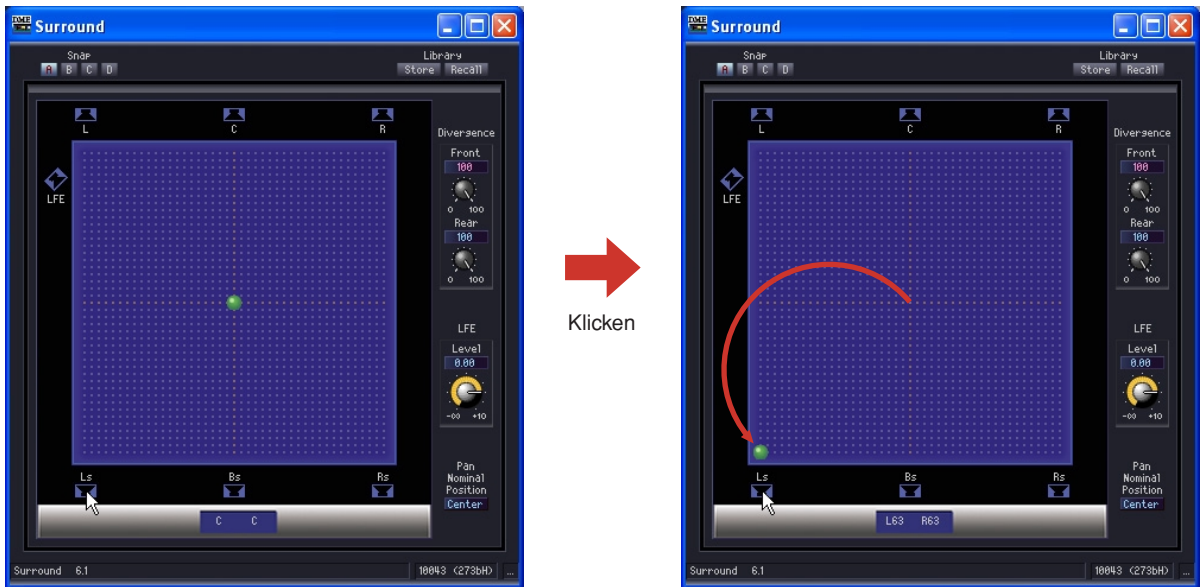 DME Surround
Snap
A B C D
Library
Store Recall
L C R
LFE
Divergence
Front
100
0 100
Rear
100
0 100
LFE
Level
0.00
-∞ +10
Ls Bs Rs
Pan
Nominal
Position
Center
C C
Surround 6.1
10043 (273bH) ...
Klicken
DME Surround
Snap
A B C D
Library
Store Recall
L C R
LFE
Divergence
Front
100
0 100
Rear
100
0 100
LFE
Level
0.00
-∞ +10
Ls Bs Rs
Pan
Nominal
Position
Center
L63 R63
Surround 6.1
10043 (273bH) ...